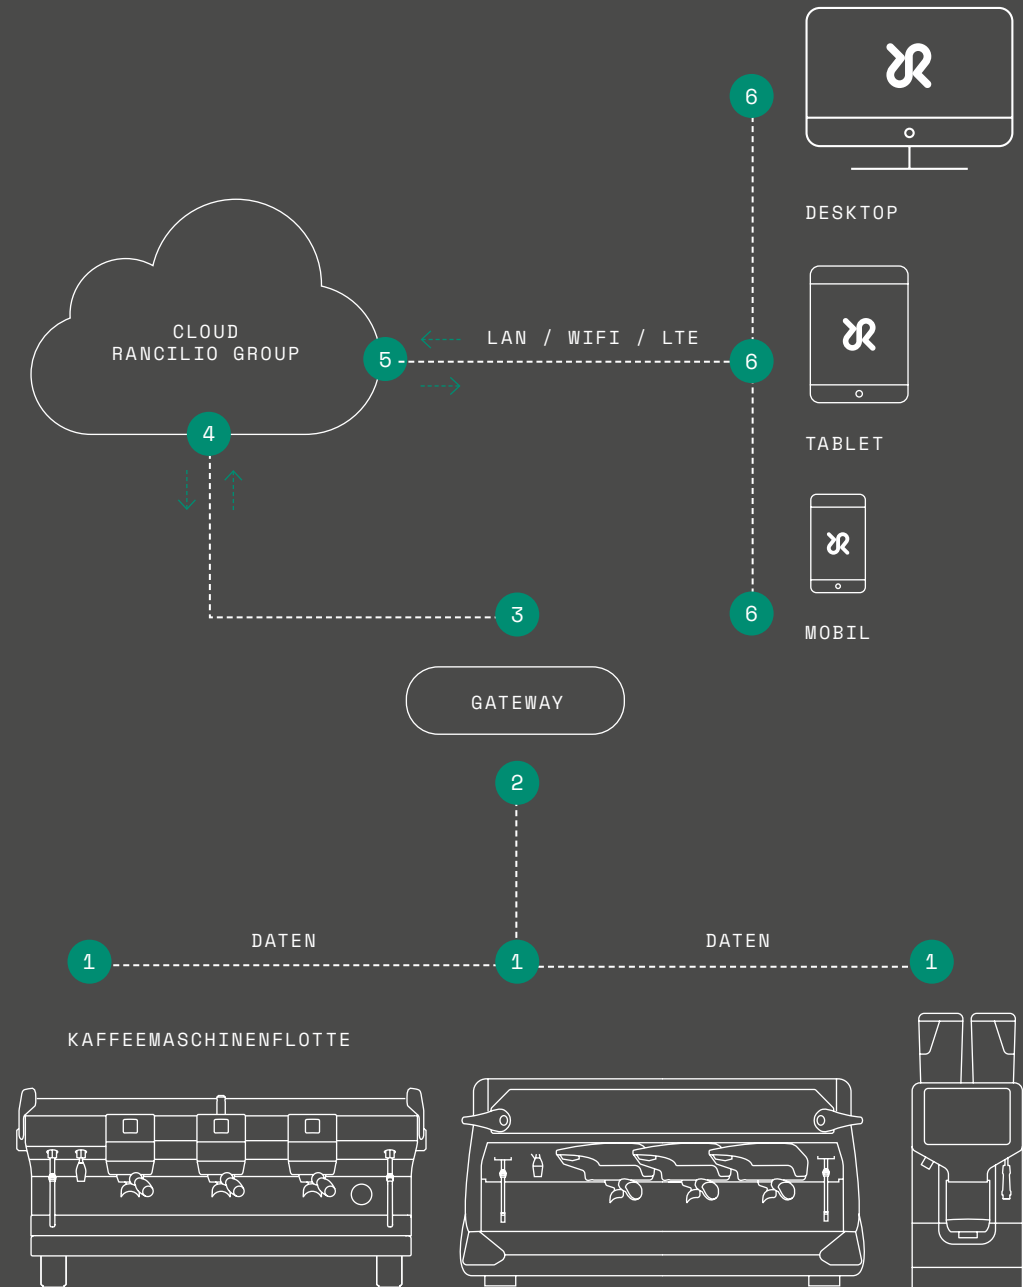 6
DESKTOP
CLOUD
RANCILIO GROUP
5
LAN / WIFI / LTE
6
4
TABLET
3
6
MOBIL
GATEWAY
2
DATEN
DATEN
1
1
1
KAFFEEMASCHINENFLOTTE